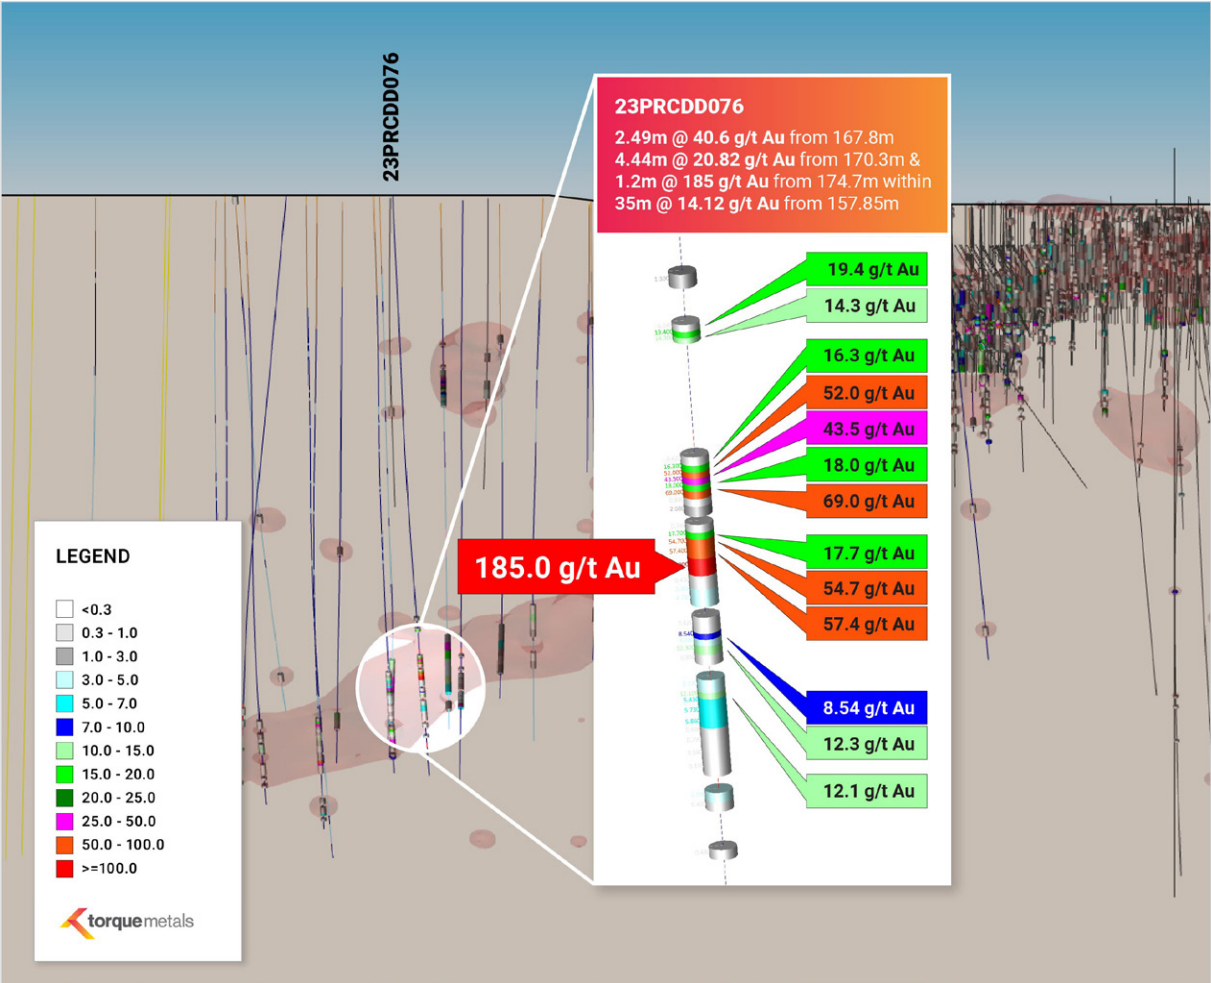 23PRCDD076
23PRCDD076
2.49m @ 40.6 g/t Au from 167.8m
4.44m @ 20.82 g/t Au from 170.3m &
1.2m @ 185 g/t Au from 174.7m within
35m @ 14.12 g/t Au from 157.85m
19.4 g/t Au
14.3 g/t Au
16.3 g/t Au
52.0 g/t Au
43.5 g/t Au
18.0 g/t Au
69.0 g/t Au
17.7 g/t Au
185.0 g/t Au
54.7 g/t Au
57.4 g/t Au
8.54 g/t Au
12.3 g/t Au
12.1 g/t Au
LEGEND
<0.3
0.3 - 1.0
1.0 - 3.0
3.0 - 5.0
5.0 - 7.0
7.0 - 10.0
10.0 - 15.0
15.0 - 20.0
20.0 - 25.0
25.0 - 50.0
50.0 - 100.0
>=100.0
torquemetals